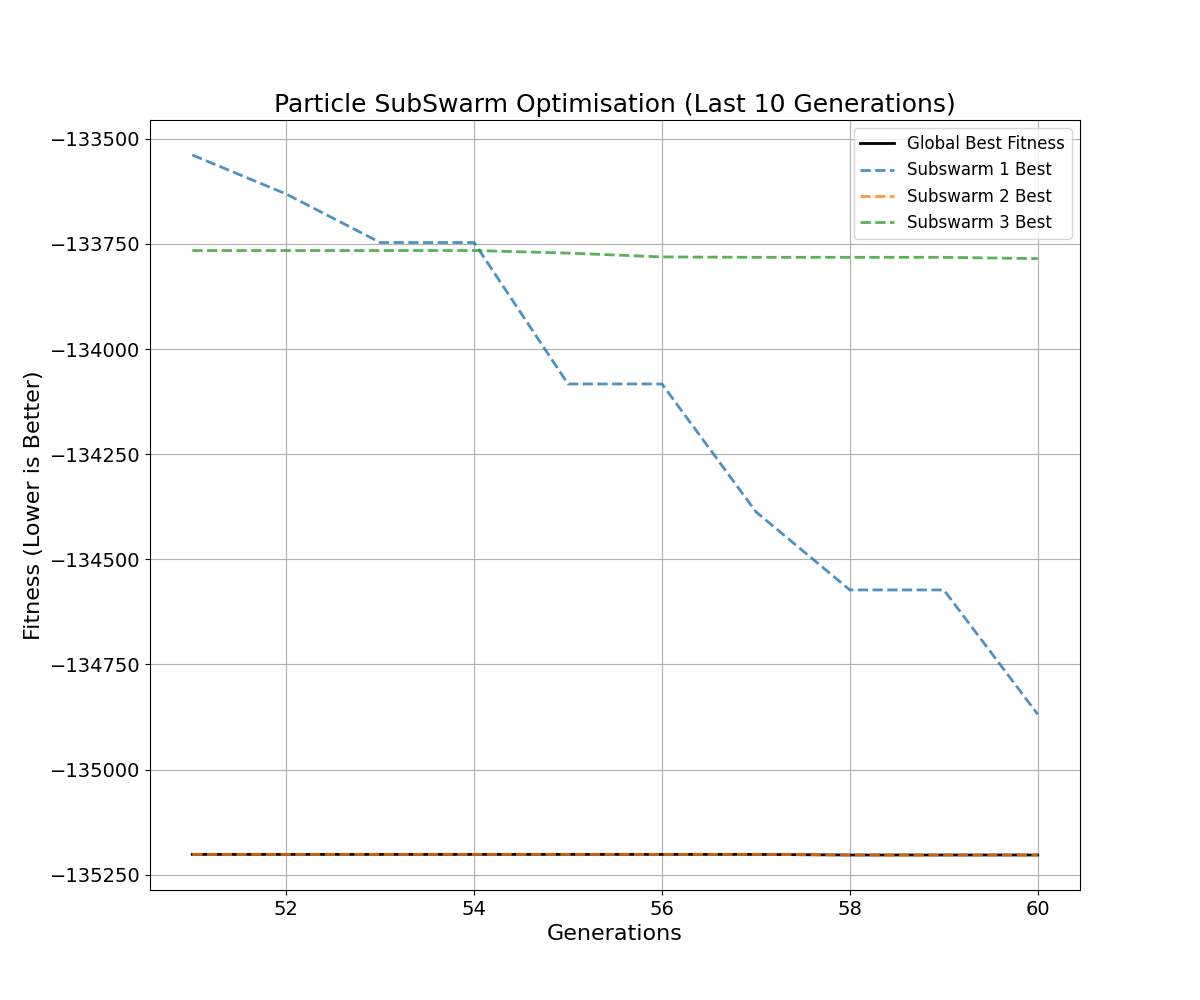 Particle SubSwarm Optimisation (Last 10 Generations)
Global Best Fitness
Subswarm 1 Best
Subswarm 2 Best
Subswarm 3 Best
−133500
−133750
−134000
−134250
−134500
−134750
−135000
−135250
Fitness (Lower is Better)
52 54 56 58 60
Generations